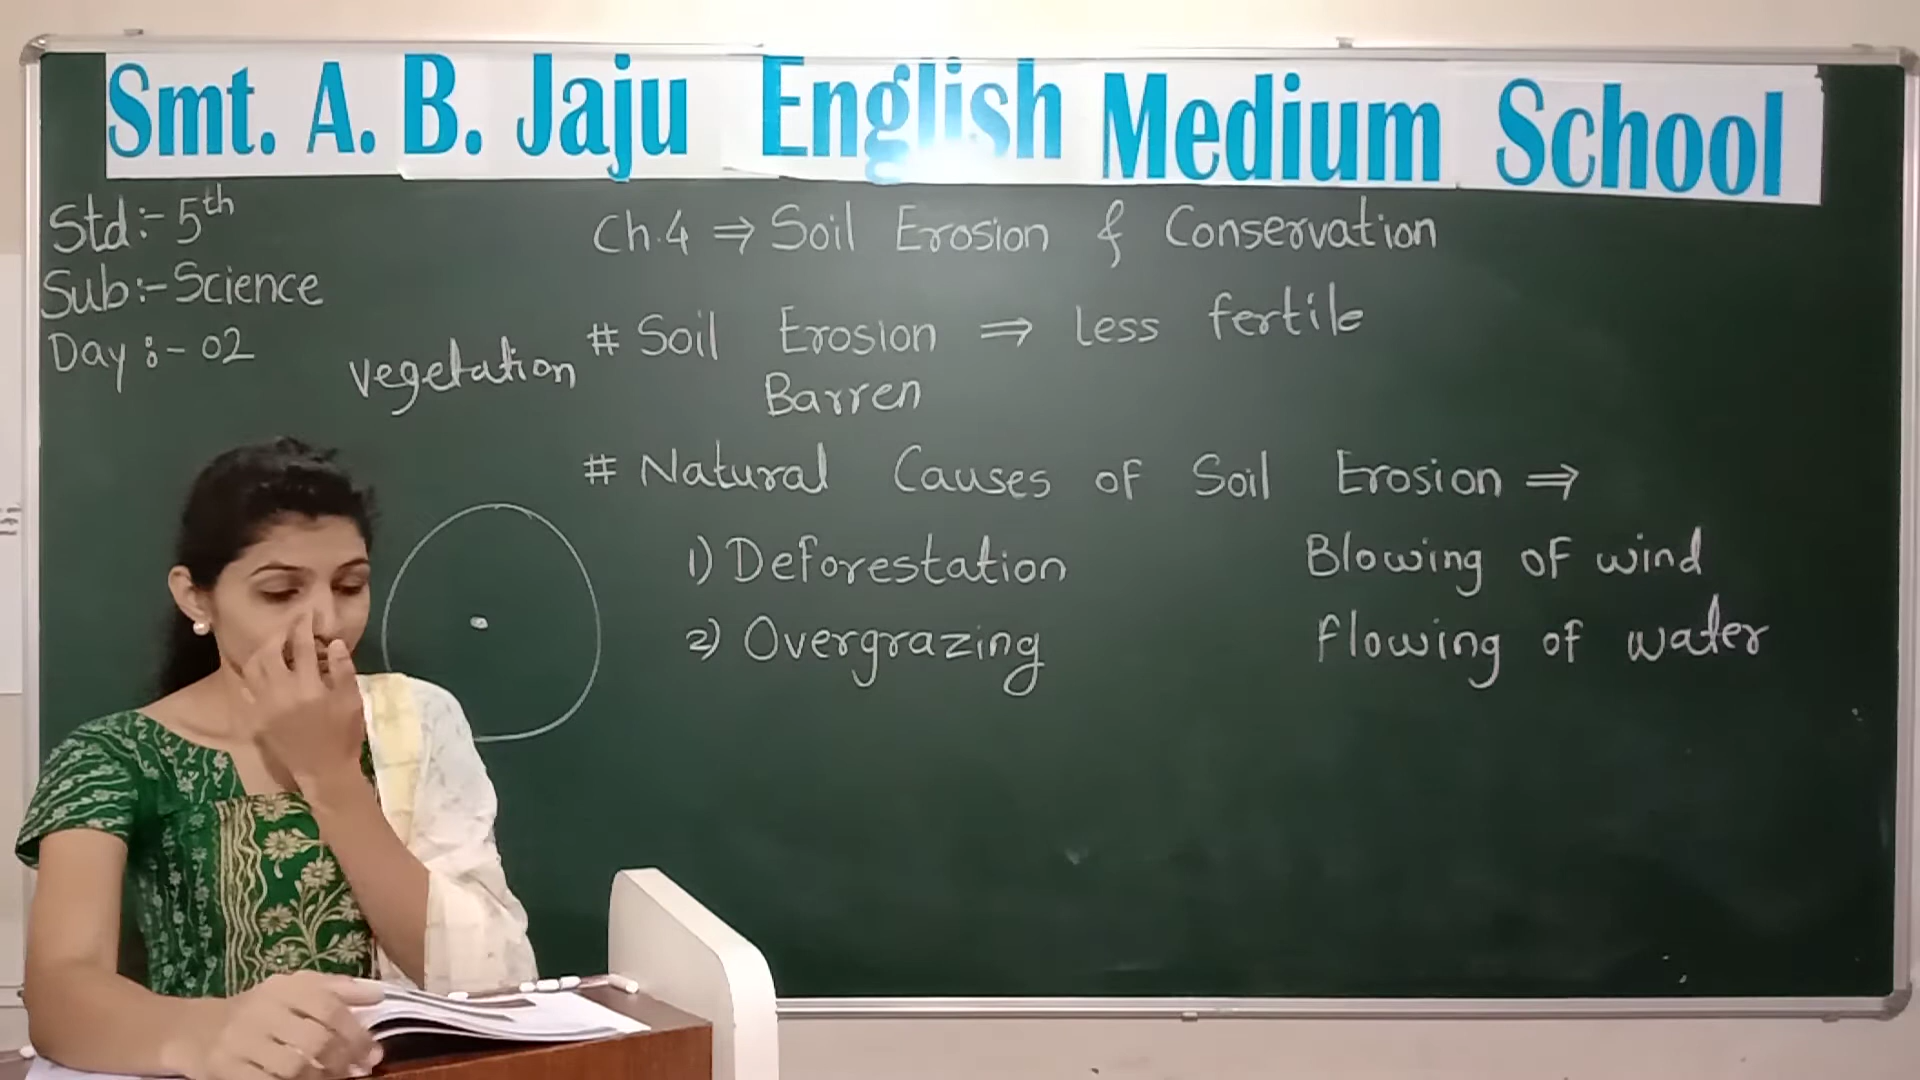 Smt. A. B. Jaju English Medium School
Std:- 5th
Sub:- Science
Day :- 02
Ch.4 ⇒ Soil Erosion & Conservation
vegetation
# Soil Erosion ⇒ less fertile
Barren
# Natural Causes of Soil Erosion ⇒
1) Deforestation
Blowing of wind
2) Overgrazing
flowing of water